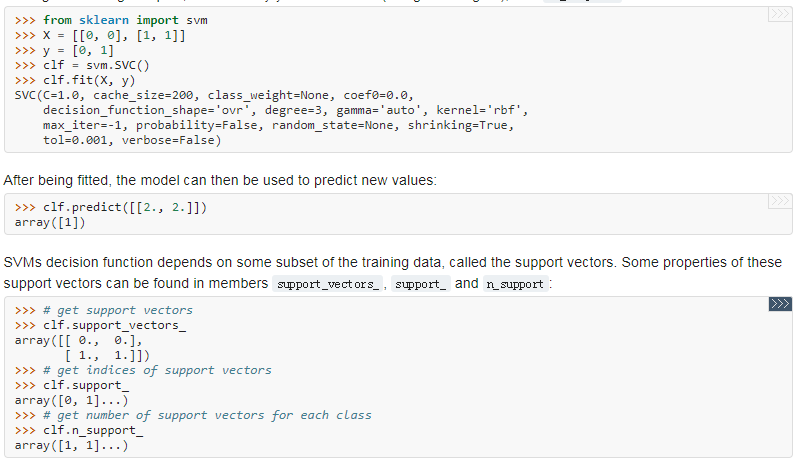 >>> from sklearn import svm
>>> X = [[0, 0], [1, 1]]
>>> y = [0, 1]
>>> clf = svm.SVC()
>>> clf.fit(X, y)
SVC(C=1.0, cache_size=200, class_weight=None, coef0=0.0,
    decision_function_shape='ovr', degree=3, gamma='auto', kernel='rbf',
    max_iter=-1, probability=False, random_state=None, shrinking=True,
    tol=0.001, verbose=False)
>>>
After being fitted, the model can then be used to predict new values:
>>> clf.predict([[2., 2.]])
array([1])
>>>
SVMs decision function depends on some subset of the training data, called the support vectors. Some properties of these
support vectors can be found in members support_vectors_, support_ and n_support:
>>> # get support vectors
>>> clf.support_vectors_
array([[ 0.,  0.],
       [ 1.,  1.]])
>>> # get indices of support vectors
>>> clf.support_
array([0, 1]...)
>>> # get number of support vectors for each class
>>> clf.n_support_
array([1, 1]...)
>>>